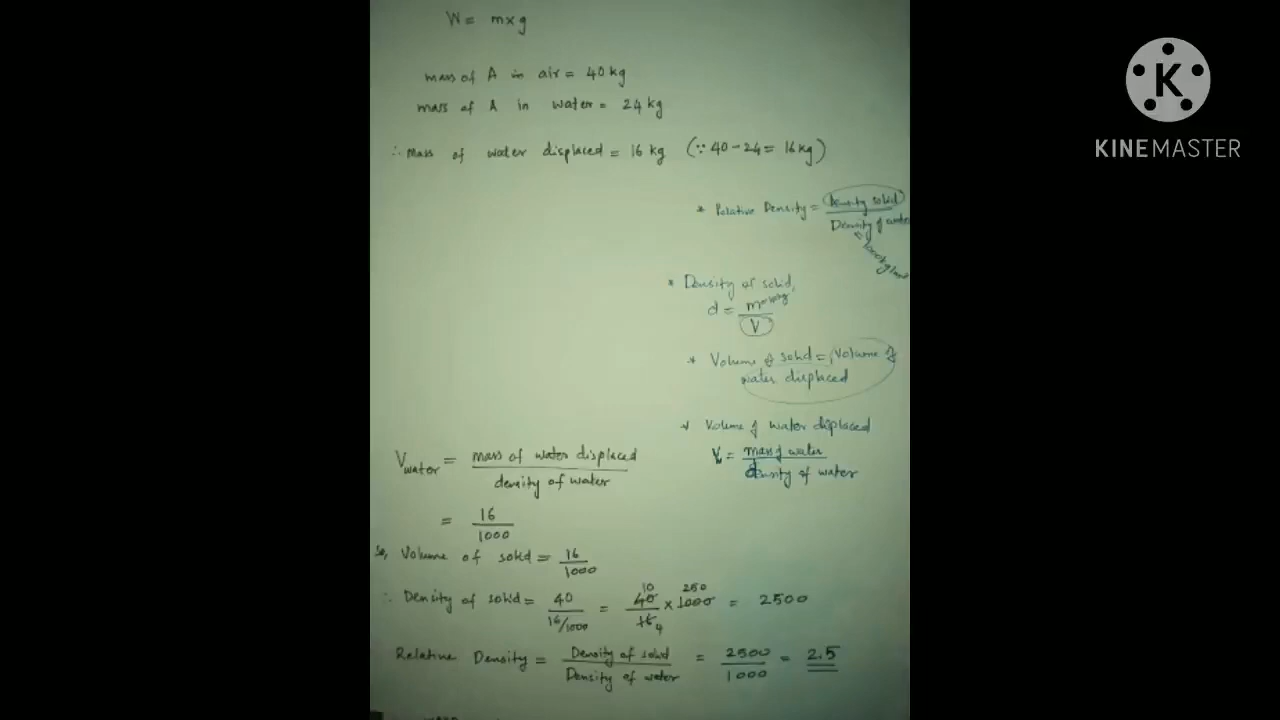 W = m x g
mass of A in air = 40 kg
mass of A in water = 24 kg
∴ Mass of water displaced = 16 kg (∵ 40 - 24 = 16 kg)
* Relative Density = Density solid / Density of water
* Density of solid,
d = m / V
* Volume of solid = Volume of
water displaced
* Volume of water displaced
V = mass of water / density of water
V water = mass of water displaced / density of water
= 16 / 1000
So, Volume of solid = 16 / 1000
∴ Density of solid = 40 / 16/1000 = 40 10 / 16 4 x 1000 250 = 2500
Relative Density = Density of solid / Density of water = 2500 / 1000 = 2.5
K
KINEMASTER